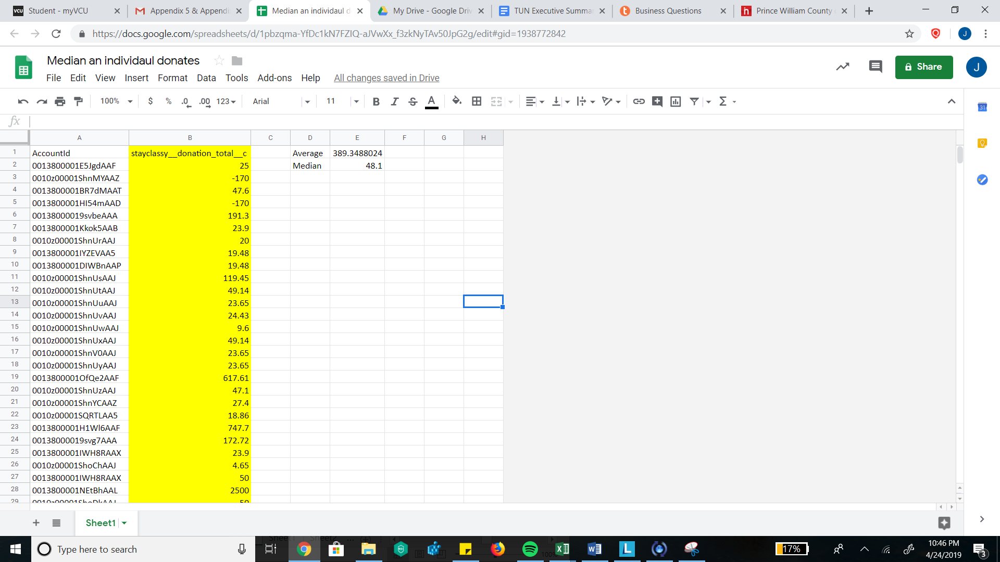 Student - myVCU
Appendix 5 & Appendi
Median an individaul d
My Drive - Google Driv
TUN Executive Summar
Business Questions
Prince William County
https://docs.google.com/spreadsheets/d/1pbzqma-YfDc1kN7FZIQ-aJVwXx_f3zkNyTAv50JpG2g/edit#gid=1938772842
J
Median an individaul donates
Share
J
File Edit View Insert Format Data Tools Add-ons Help All changes saved in Drive
100% $ % .0 .00 123 Arial 11 B I S A Σ
31
fx
A B C D E F G H
1 AccountId stayclassy__donation_total__c Average 389.3488024
2 0013800001E5JgdAAF 25 Median 48.1
3 0010z00001ShnMYAAZ -170
4 0013800001BR7dMAAT 47.6
5 0013800001HI54mAAD -170
6 00138000019svbeAAA 191.3
7 0013800001Kkok5AAB 23.9
8 0010z00001ShnUrAAJ 20
9 0013800001IYZEVAA5 19.48
10 0013800001DIWBnAAP 19.48
11 0010z00001ShnUsAAJ 119.45
12 0010z00001ShnUtAAJ 49.14
13 0010z00001ShnUuAAJ 23.65
14 0010z00001ShnUvAAJ 24.43
15 0010z00001ShnUwAAJ 9.6
16 0010z00001ShnUxAAJ 49.14
17 0010z00001ShnV0AAJ 23.65
18 0010z00001ShnUyAAJ 23.65
19 0013800001OfQe2AAF 617.61
20 0010z00001ShnUzAAJ 47.1
21 0010z00001ShnYCAAZ 27.4
22 0010z00001SQRTLAA5 18.86
23 0013800001H1Wl6AAF 747.7
24 00138000019svg7AAA 172.72
25 0013800001IWH8RAAX 23.9
26 0010z00001ShoChAAJ 4.65
27 0013800001IWH8RAAX 50
28 0013800001NEtBhAAL 2500
29 0010z00001ShoDkAAJ 50
Sheet1
Type here to search
17%
10:46 PM
4/24/2019
3